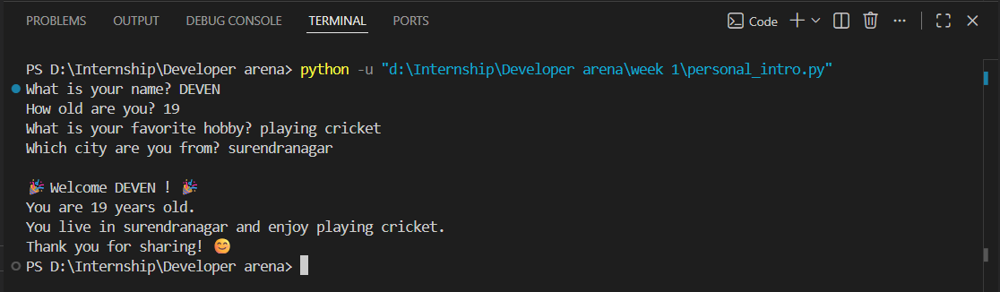 PROBLEMS OUTPUT DEBUG CONSOLE TERMINAL PORTS Code
PS D:\Internship\Developer arena> python -u "d:\Internship\Developer arena\week 1\personal_intro.py"
What is your name? DEVEN
How old are you? 19
What is your favorite hobby? playing cricket
Which city are you from? surendranagar
🎉 Welcome DEVEN ! 🎉
You are 19 years old.
You live in surendranagar and enjoy playing cricket.
Thank you for sharing! 😊
PS D:\Internship\Developer arena>